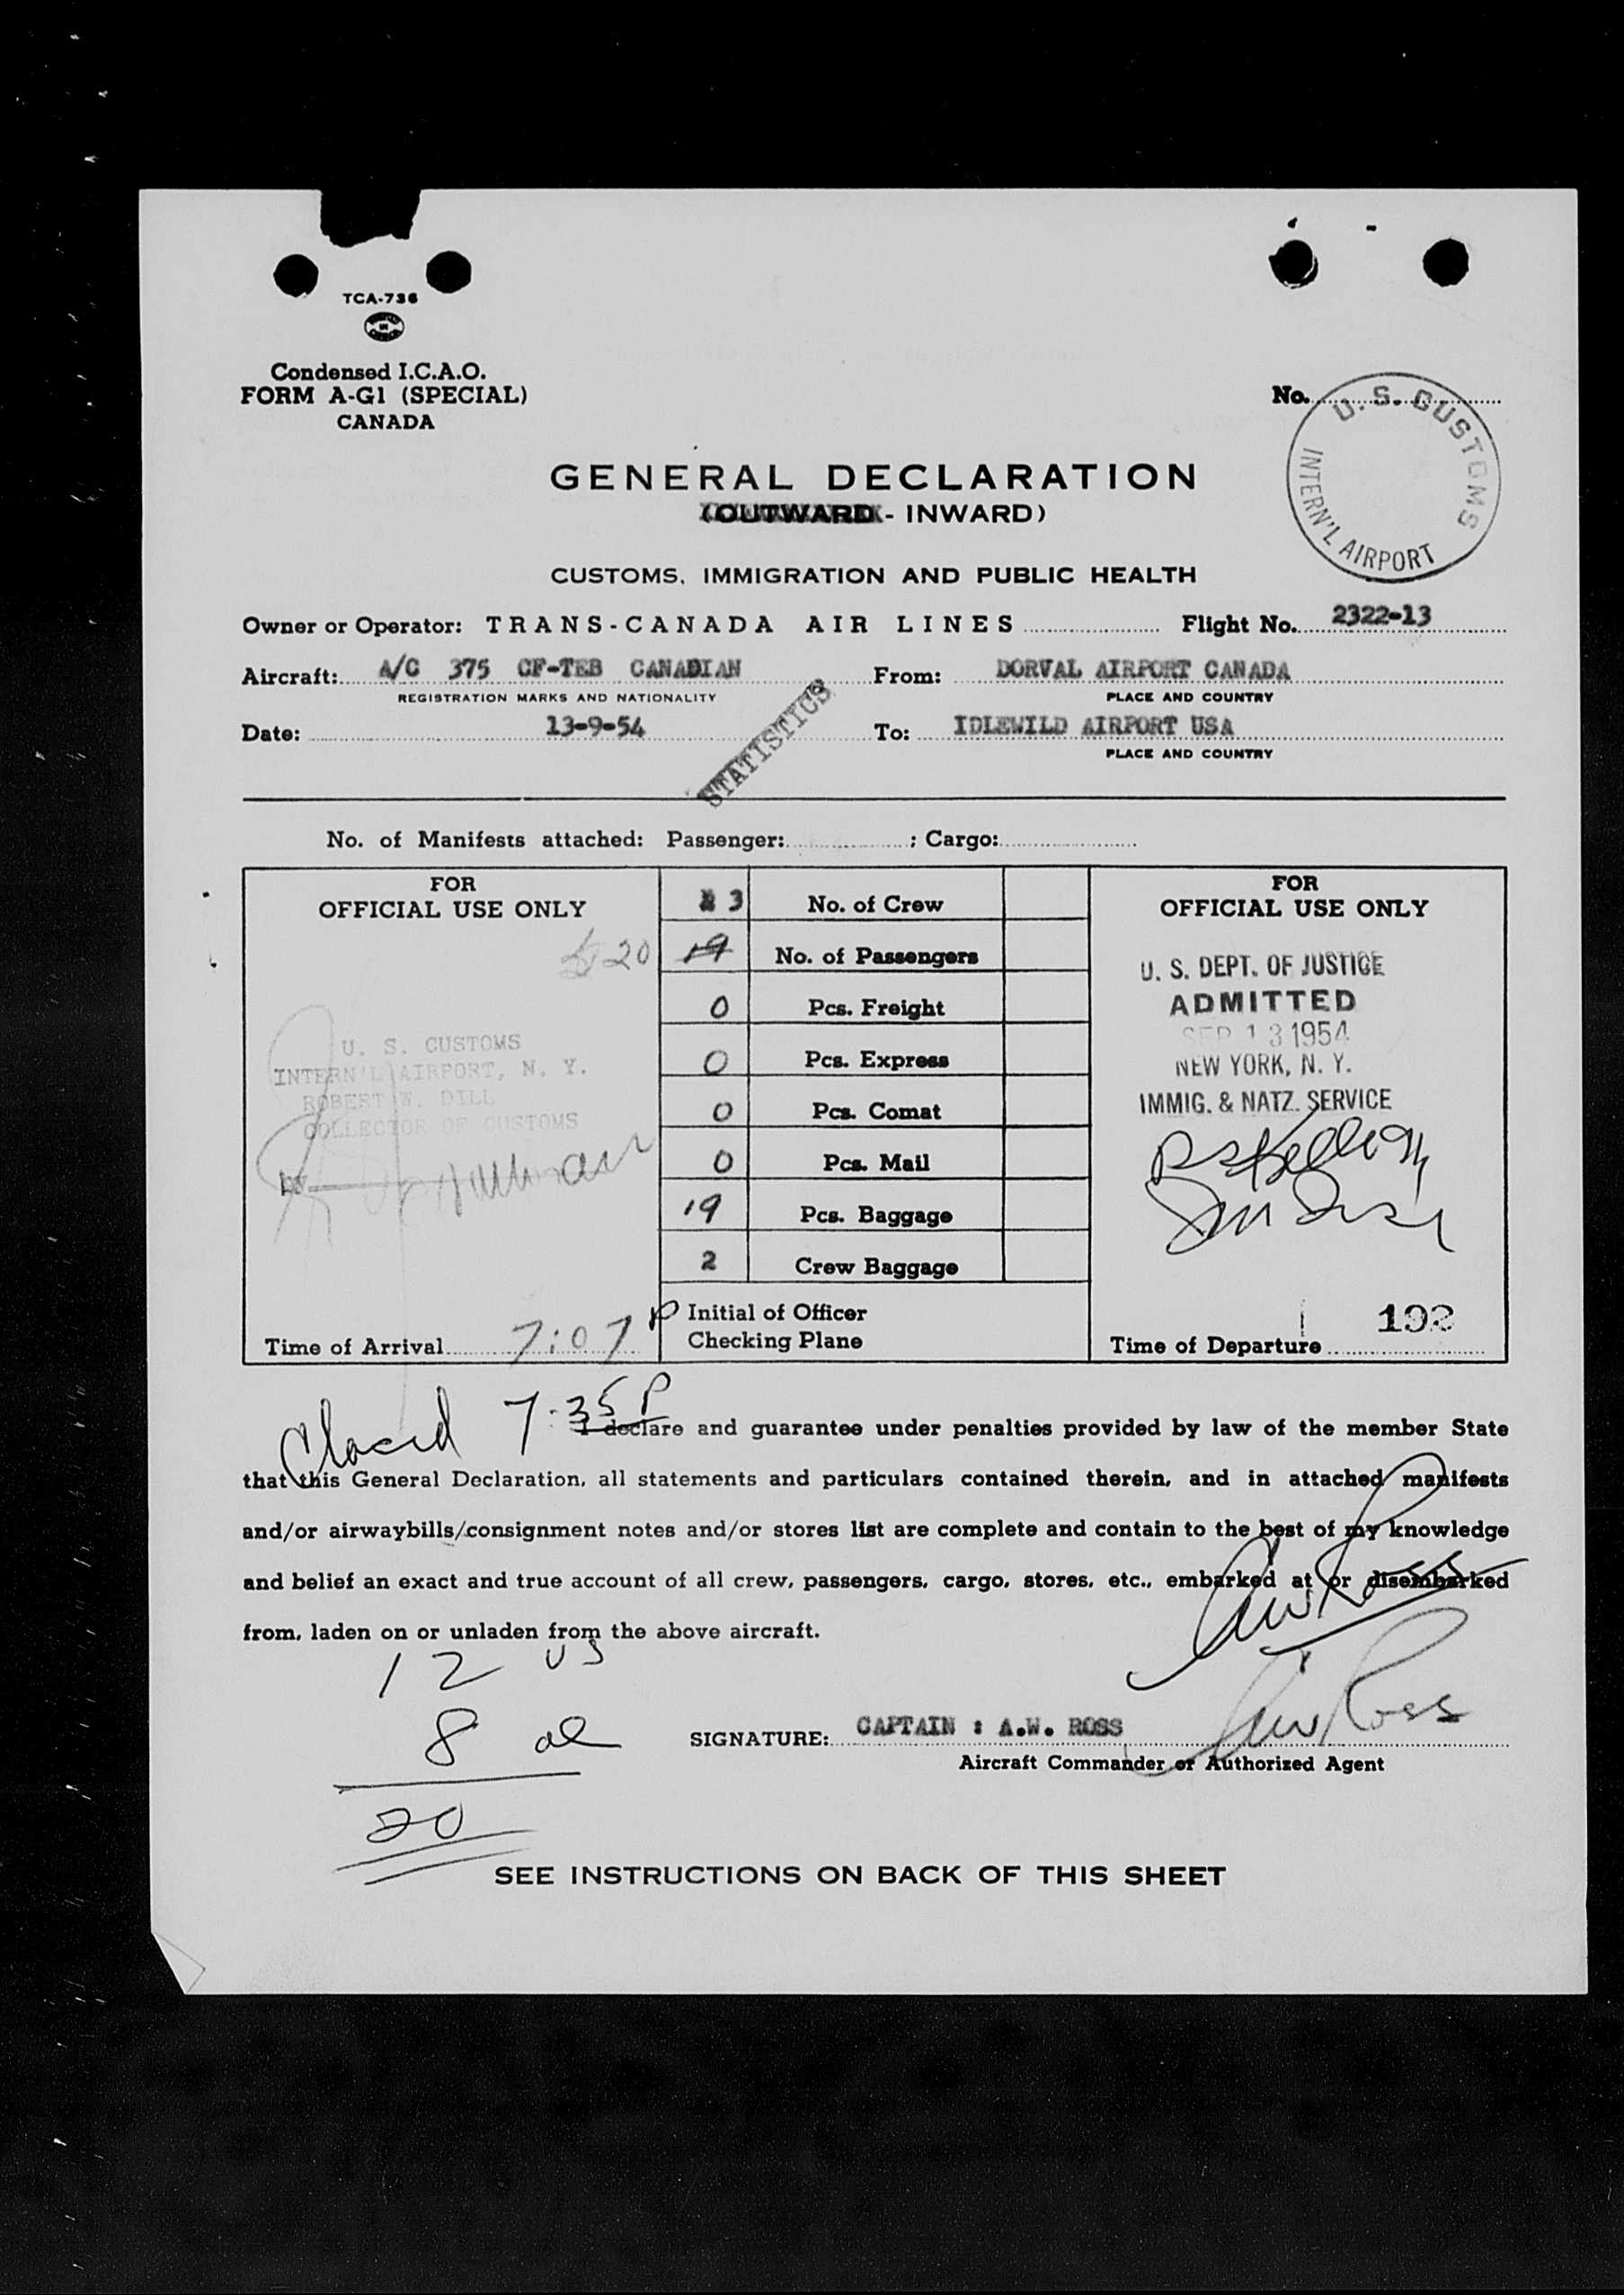 TCA-736
Condensed I.C.A.O.
FORM A-G1 (SPECIAL)
CANADA
No.
U. S. CUSTOMS
INTERN'L AIRPORT
GENERAL DECLARATION
(OUTWARD - INWARD)
CUSTOMS, IMMIGRATION AND PUBLIC HEALTH
Owner or Operator: TRANS-CANADA AIR LINES Flight No. 2322-13
Aircraft: A/C 375 CF-TEB CANADIAN From: DORVAL AIRPORT CANADA
REGISTRATION MARKS AND NATIONALITY PLACE AND COUNTRY
Date: 13-9-54 To: IDLEWILD AIRPORT USA
PLACE AND COUNTRY
STATISTICS
No. of Manifests attached: Passenger: ; Cargo:
FOR
OFFICIAL USE ONLY
20
U. S. CUSTOMS
INTERN'L AIRPORT, N. Y.
ROBERT W. DILL
COLLECTOR OF CUSTOMS
Time of Arrival 7:07 P
3 No. of Crew
19 No. of Passengers
0 Pcs. Freight
0 Pcs. Express
0 Pcs. Comat
0 Pcs. Mail
19 Pcs. Baggage
2 Crew Baggage
Initial of Officer
Checking Plane
FOR
OFFICIAL USE ONLY
U. S. DEPT. OF JUSTICE
ADMITTED
SEP 13 1954
NEW YORK, N. Y.
IMMIG. & NATZ. SERVICE
192
Time of Departure
Closed 7:35 P
I declare and guarantee under penalties provided by law of the member State
that this General Declaration, all statements and particulars contained therein, and in attached manifests
and/or airwaybills/consignment notes and/or stores list are complete and contain to the best of my knowledge
and belief an exact and true account of all crew, passengers, cargo, stores, etc., embarked at or disembarked
from, laden on or unladen from the above aircraft.
AW Ross
12 US
8 al
20
SIGNATURE: CAPTAIN : A.W. ROSS AW Ross
Aircraft Commander or Authorized Agent
SEE INSTRUCTIONS ON BACK OF THIS SHEET